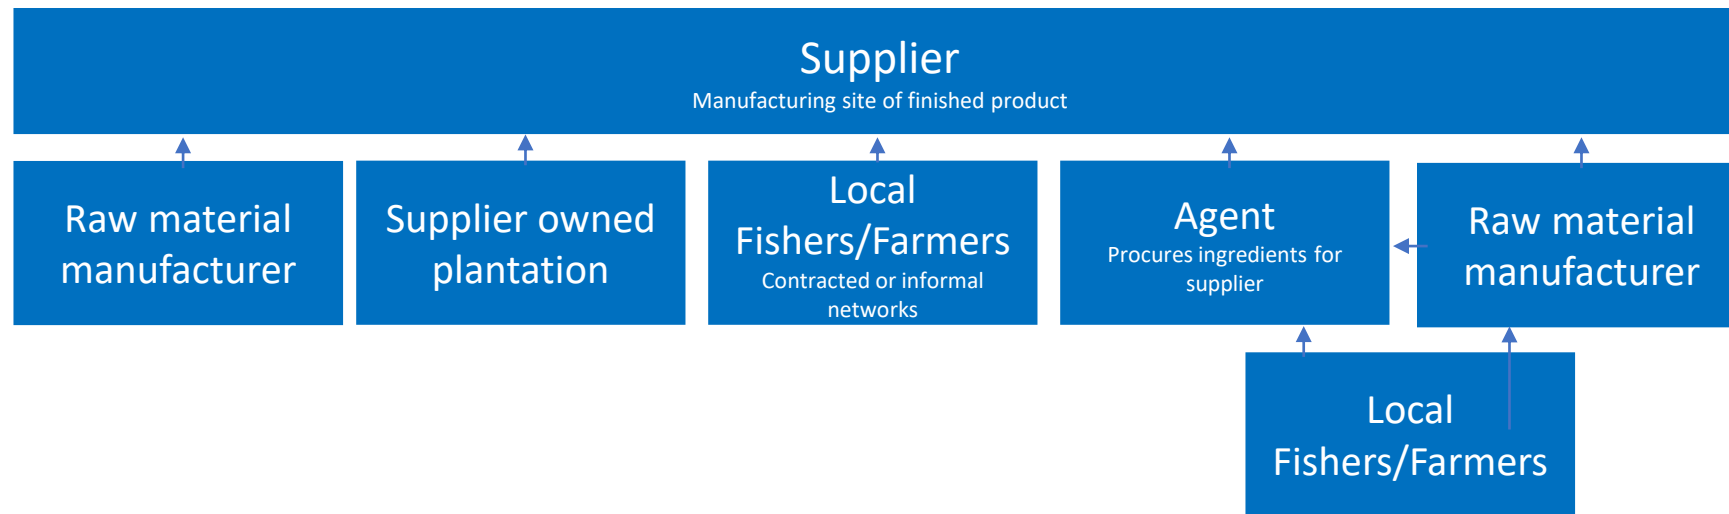 Supplier
Manufacturing site of finished product
Raw material
manufacturer
Supplier owned
plantation
Local
Fishers/Farmers
Contracted or informal
networks
Agent
Procures ingredients for
supplier
Raw material
manufacturer
Local
Fishers/Farmers